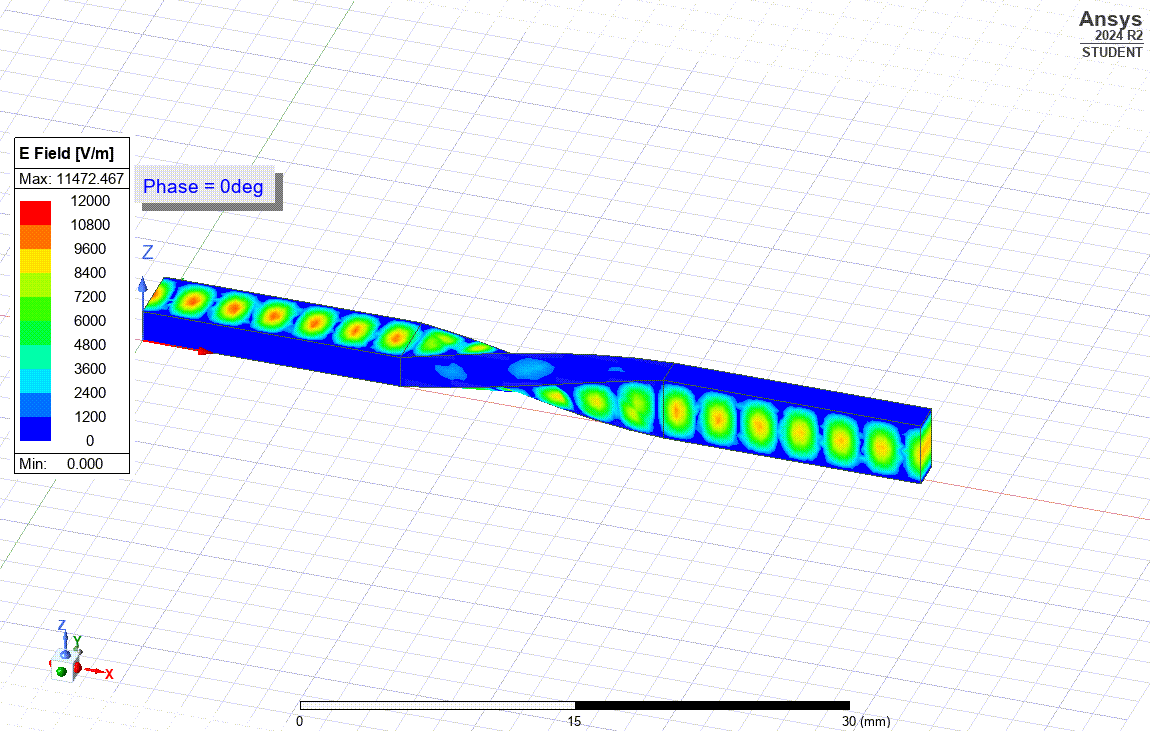 Ansys
2024 R2
STUDENT
E Field [V/m]
Max: 11472.467
12000
10800
9600
8400
7200
6000
4800
3600
2400
1200
0
Min: 0.000
Phase = 0deg
Z
Z
Y
X
0
15
30 (mm)